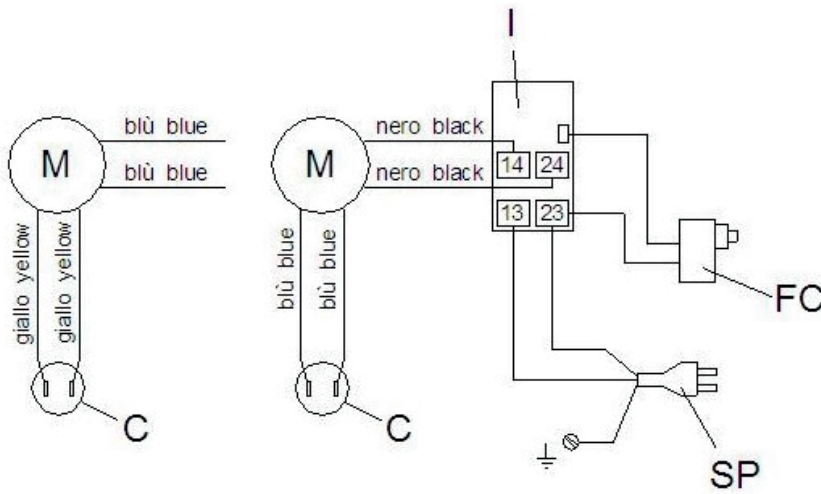 I
blù blue
blù blue
nero black
nero black
M
M
14
24
13
23
giallo yellow
giallo yellow
blù blue
blù blue
FC
C
C
SP